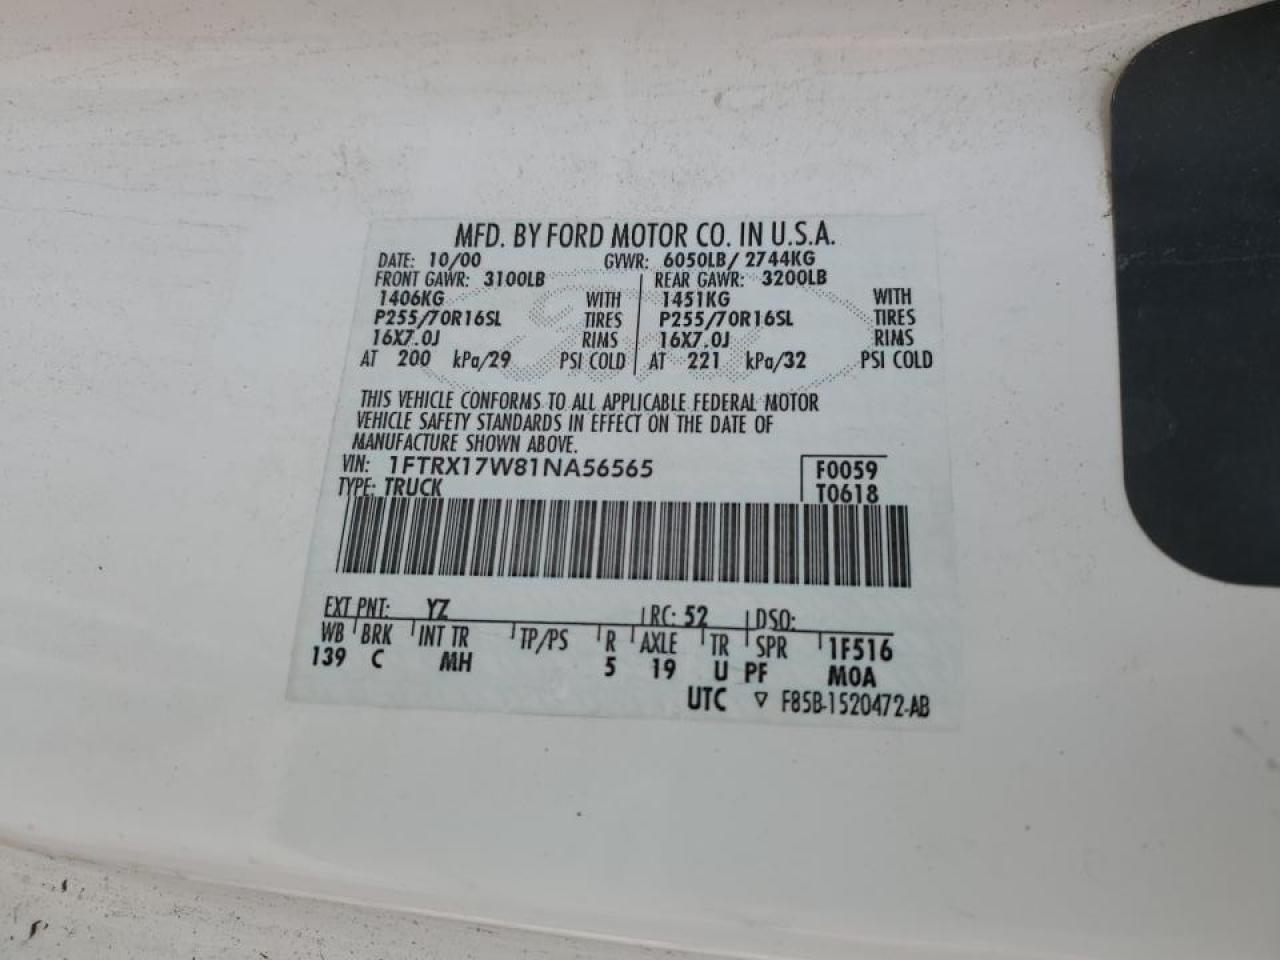 MFD. BY FORD MOTOR CO. IN U.S.A.
DATE: 10/00 GVWR: 6050LB/ 2744KG
FRONT GAWR: 3100LB REAR GAWR: 3200LB
1406KG WITH 1451KG WITH
P255/70R16SL TIRES P255/70R16SL TIRES
16X7.0J RIMS 16X7.0J RIMS
AT 200 kPa/29 PSI COLD AT 221 kPa/32 PSI COLD
THIS VEHICLE CONFORMS TO ALL APPLICABLE FEDERAL MOTOR
VEHICLE SAFETY STANDARDS IN EFFECT ON THE DATE OF
MANUFACTURE SHOWN ABOVE.
VIN: 1FTRX17W81NA56565 F0059
TYPE: TRUCK T0618
EXT PNT: YZ RC: 52 DSO:
WB BRK INT TR TP/PS R AXLE TR SPR 1F516
139 C MH 5 19 U PF M0A
UTC ▽ F85B-1520472-AB